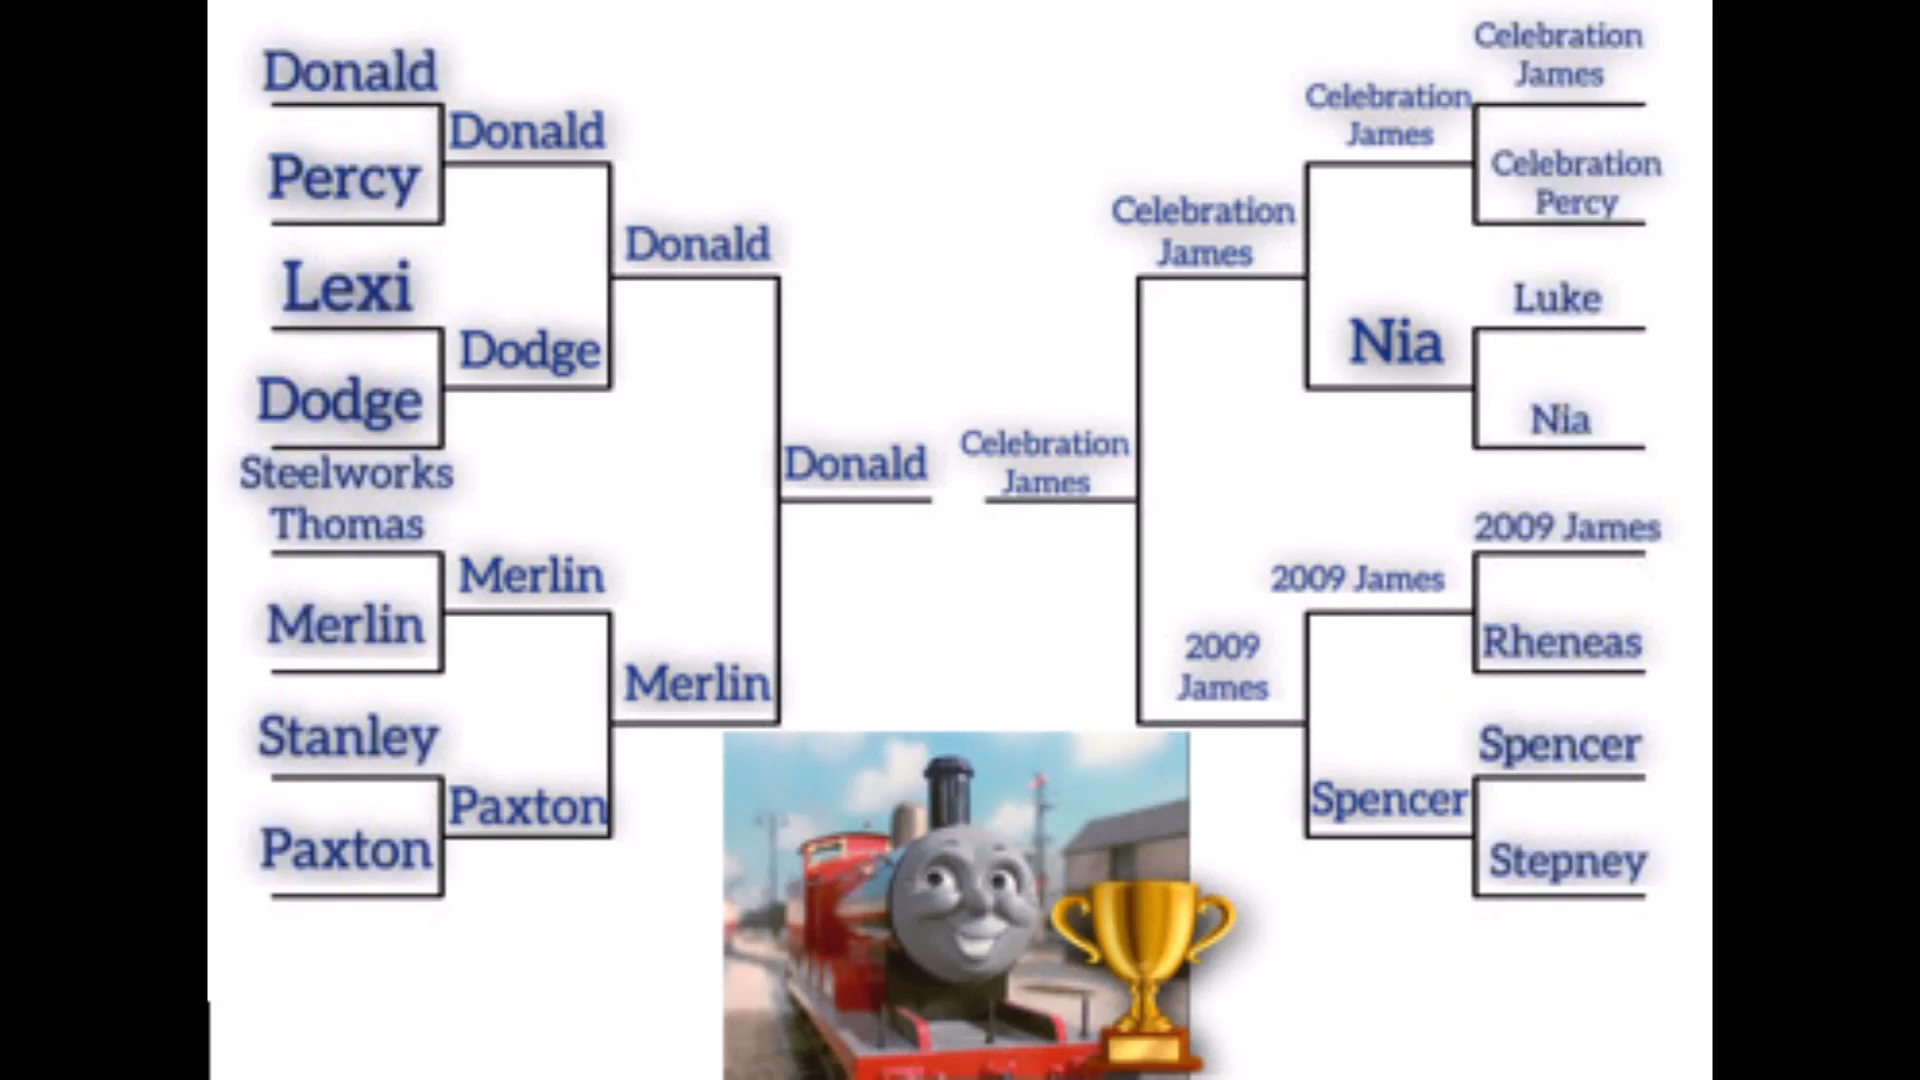 Donald
Percy
Lexi
Dodge
Steelworks
Thomas
Merlin
Stanley
Paxton
Donald
Dodge
Merlin
Paxton
Donald
Merlin
Donald
Celebration
James
Celebration
James
2009
James
Celebration
James
Nia
2009 James
Spencer
Celebration
James
Celebration
Percy
Luke
Nia
2009 James
Rheneas
Spencer
Stepney